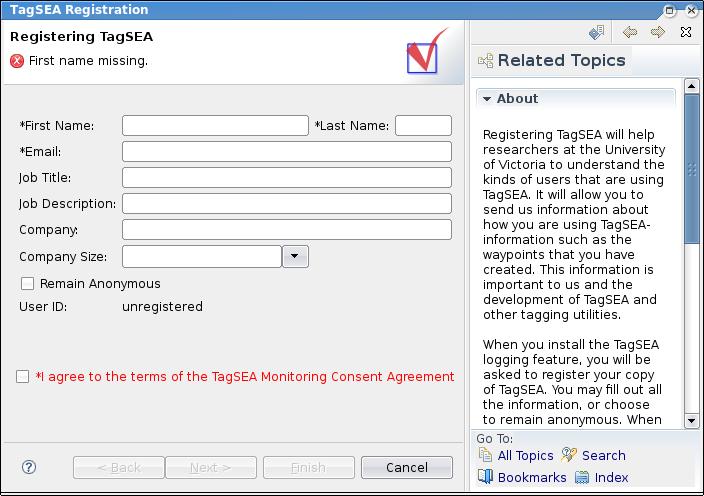 TagSEA Registration
Registering TagSEA
First name missing.
*First Name:
*Last Name:
*Email:
Job Title:
Job Description:
Company:
Company Size:
Remain Anonymous
User ID: unregistered
*I agree to the terms of the TagSEA Monitoring Consent Agreement
?
< Back
Next >
Finish
Cancel
Related Topics
About
Registering TagSEA will help
researchers at the University
of Victoria to understand the
kinds of users that are using
TagSEA. It will allow you to
send us information about
how you are using TagSEA-
information such as the
waypoints that you have
created. This information is
important to us and the
development of TagSEA and
other tagging utilities.
When you install the TagSEA
logging feature, you will be
asked to register your copy
of TagSEA. You may fill out all
the information, or choose
to remain anonymous. When
Go To:
All Topics
Search
Bookmarks
Index